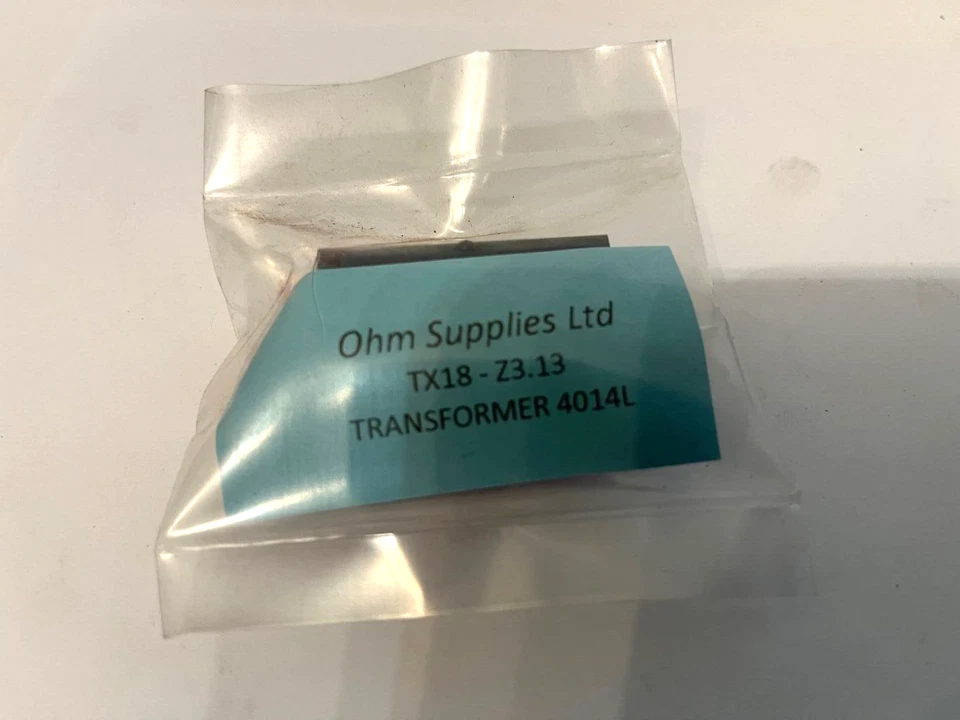 Ohm Supplies Ltd
TX18 - Z3.13
TRANSFORMER 4014L